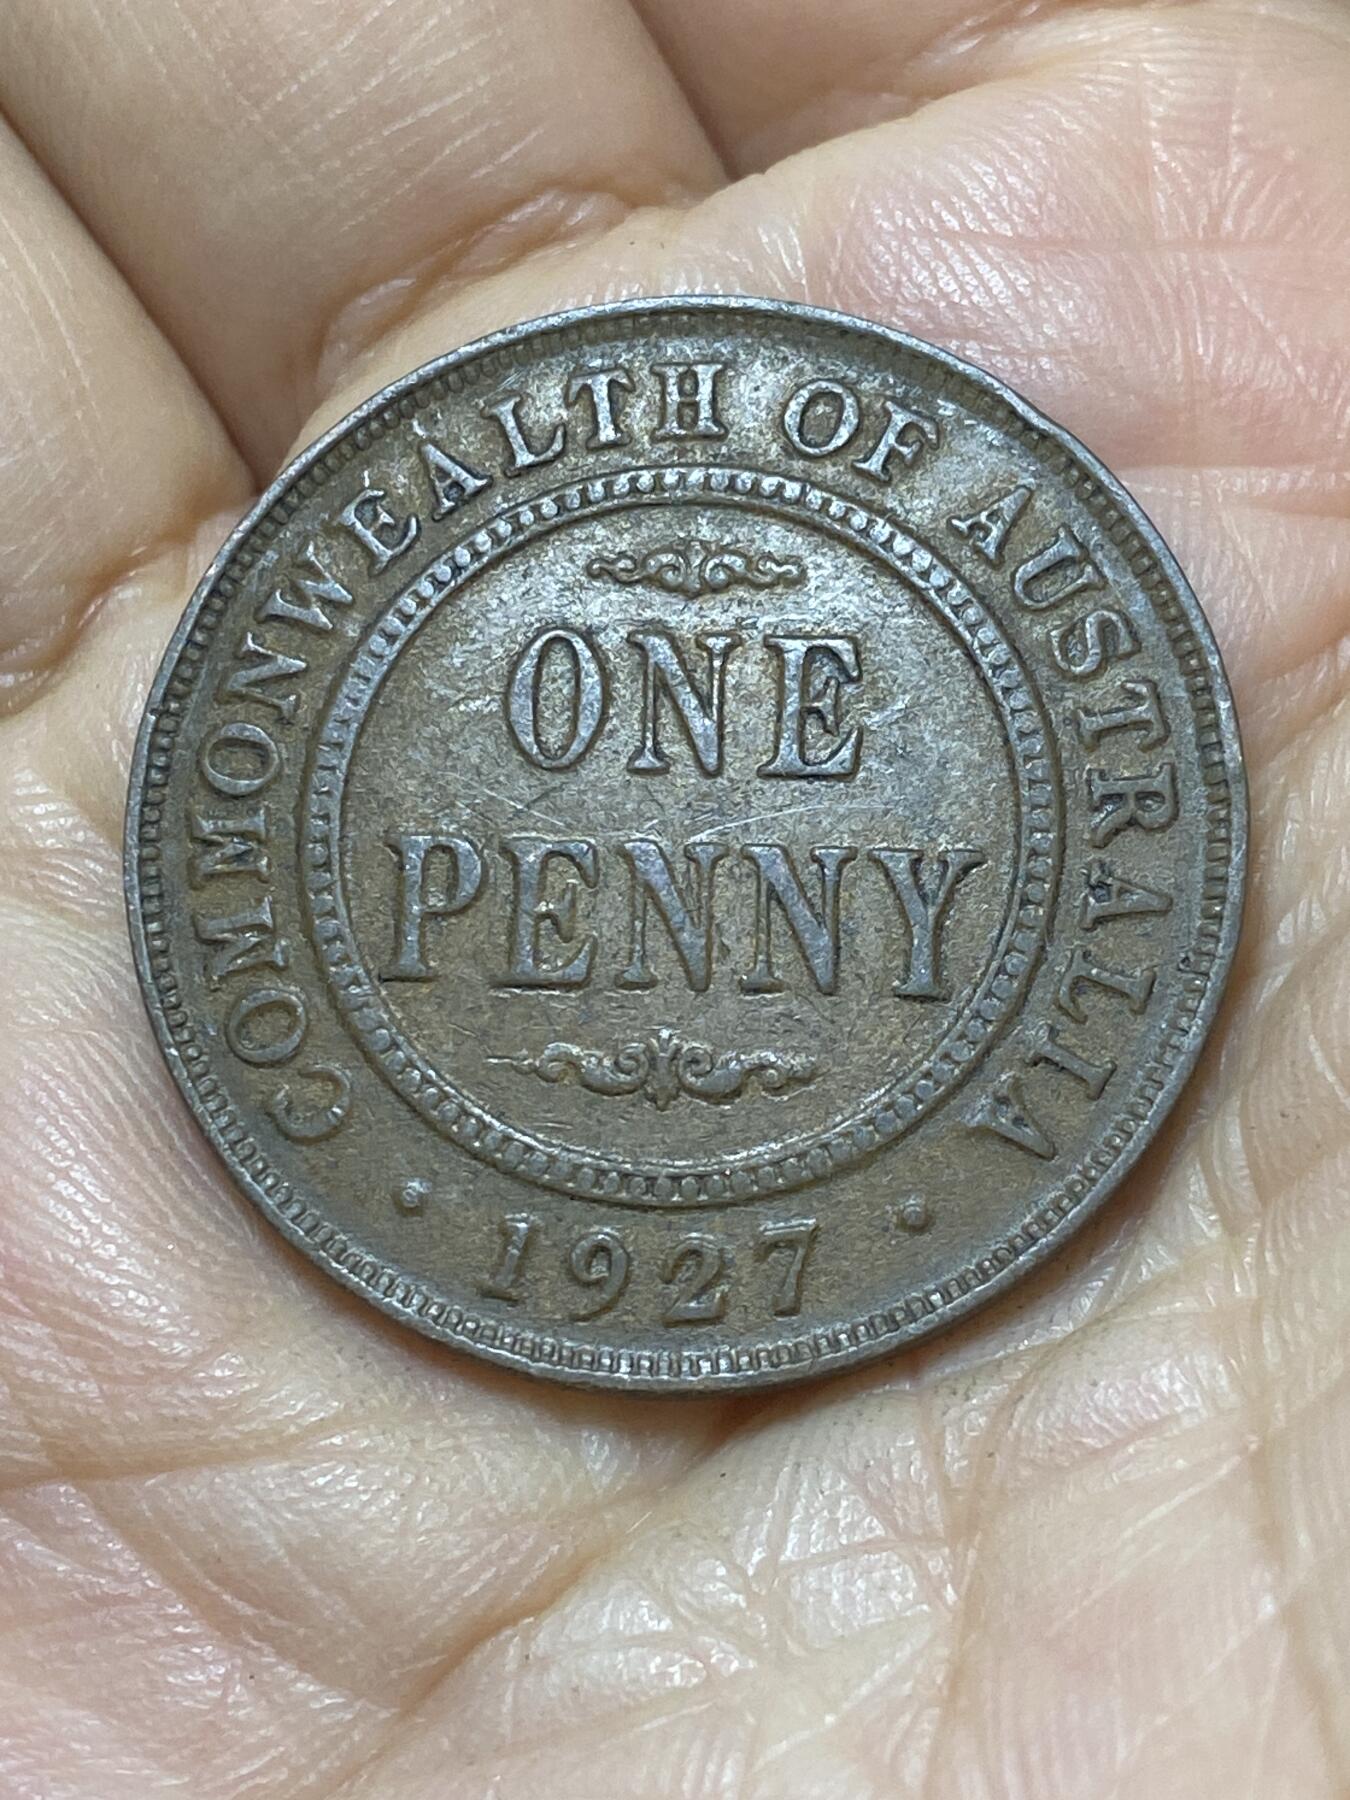 COMMONWEALTH OF AUSTRALIA
ONE
PENNY
· 1927 ·